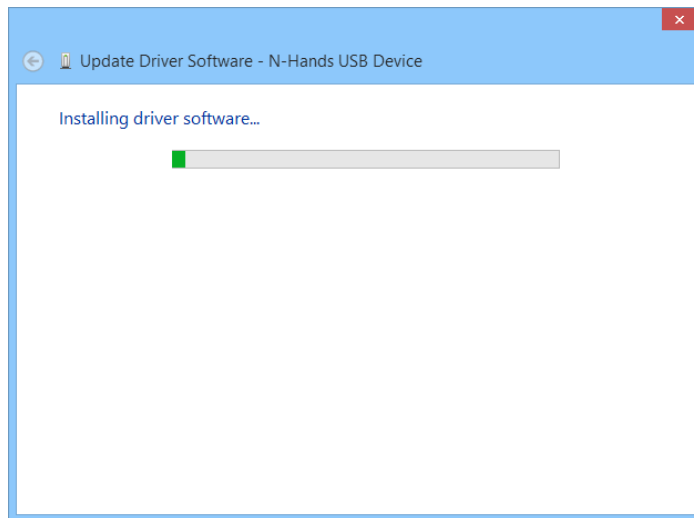 Update Driver Software - N-Hands USB Device
Installing driver software...